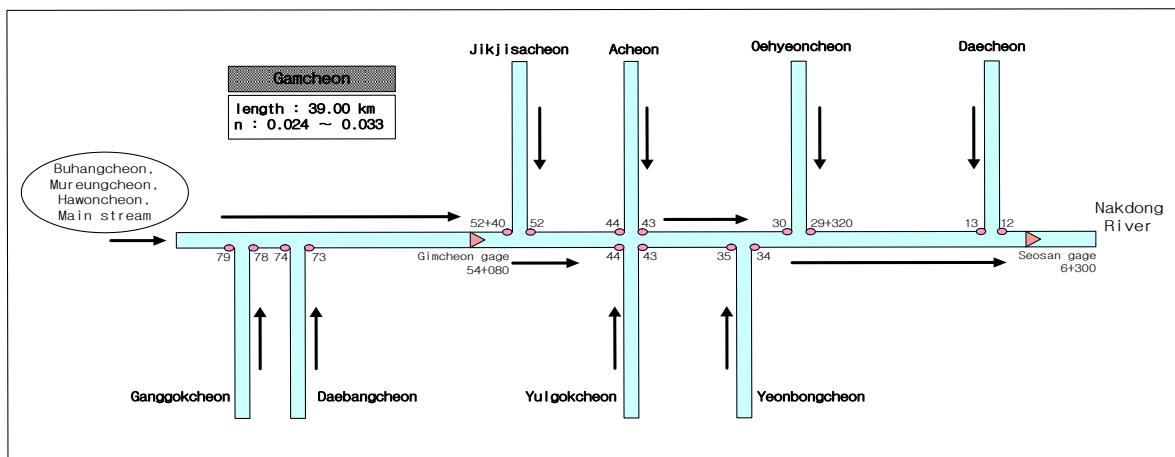 Jikjisacheon
Acheon
Oehyeoncheon
Daecheon
Gamcheon
length : 39.00 km
n : 0.024 ~ 0.033
Buhangcheon,
Mureungcheon,
Hawoncheon,
Main stream
52+40
52
44
43
30
29+320
13
12
Nakdong
River
79
78
74
73
Gimcheon gage
54+080
44
43
35
34
Seosan gage
6+300
Ganggokcheon
Daebangcheon
Yulgokcheon
Yeonbongcheon